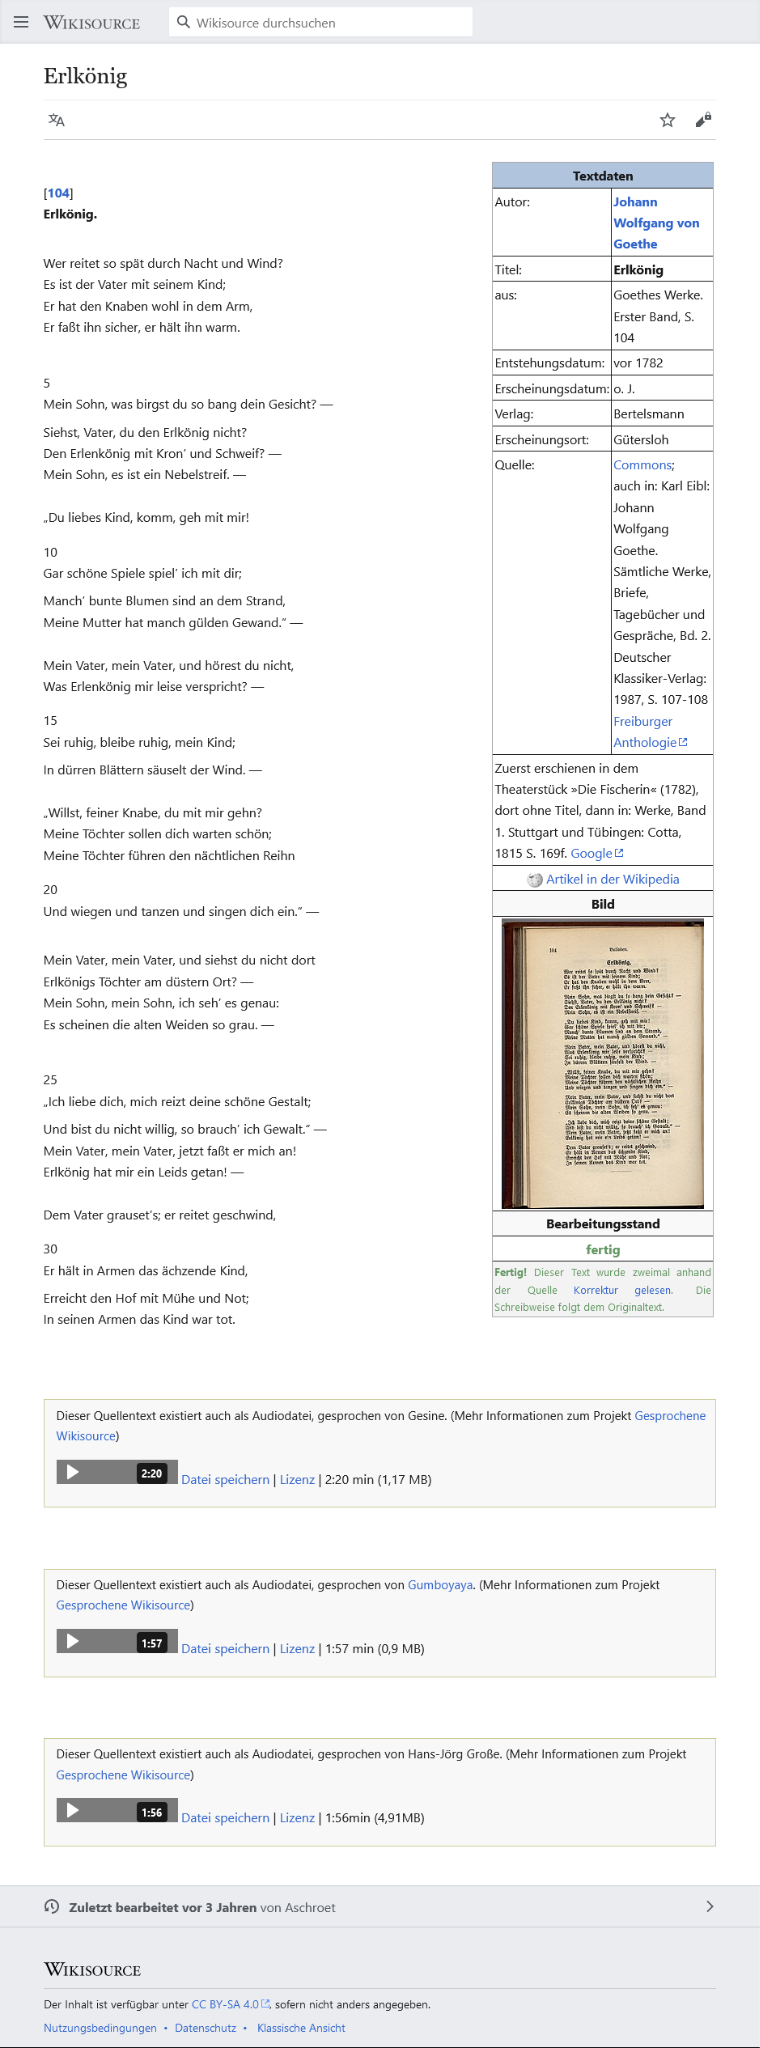 Wikisource
Wikisource durchsuchen
Erlkönig
[104]
Erlkönig.
Wer reitet so spät durch Nacht und Wind?
Es ist der Vater mit seinem Kind;
Er hat den Knaben wohl in dem Arm,
Er faßt ihn sicher, er hält ihn warm.
5
Mein Sohn, was birgst du so bang dein Gesicht? —
Siehst, Vater, du den Erlkönig nicht?
Den Erlenkönig mit Kron’ und Schweif? —
Mein Sohn, es ist ein Nebelstreif. —
„Du liebes Kind, komm, geh mit mir!
10
Gar schöne Spiele spiel’ ich mit dir;
Manch’ bunte Blumen sind an dem Strand,
Meine Mutter hat manch gülden Gewand.“ —
Mein Vater, mein Vater, und hörest du nicht,
Was Erlenkönig mir leise verspricht? —
15
Sei ruhig, bleibe ruhig, mein Kind;
In dürren Blättern säuselt der Wind. —
„Willst, feiner Knabe, du mit mir gehn?
Meine Töchter sollen dich warten schön;
Meine Töchter führen den nächtlichen Reihn
20
Und wiegen und tanzen und singen dich ein.“ —
Mein Vater, mein Vater, und siehst du nicht dort
Erlkönigs Töchter am düstern Ort? —
Mein Sohn, mein Sohn, ich seh’ es genau:
Es scheinen die alten Weiden so grau. —
25
„Ich liebe dich, mich reizt deine schöne Gestalt;
Und bist du nicht willig, so brauch’ ich Gewalt.“ —
Mein Vater, mein Vater, jetzt faßt er mich an!
Erlkönig hat mir ein Leids getan! —
Dem Vater grauset’s; er reitet geschwind,
30
Er hält in Armen das ächzende Kind,
Erreicht den Hof mit Mühe und Not;
In seinen Armen das Kind war tot.
Textdaten
Autor:
Johann
Wolfgang von
Goethe
Titel:
Erlkönig
aus:
Goethes Werke.
Erster Band, S.
104
Entstehungsdatum:
vor 1782
Erscheinungsdatum:
o. J.
Verlag:
Bertelsmann
Erscheinungsort:
Gütersloh
Quelle:
Commons;
auch in: Karl Eibl:
Johann
Wolfgang
Goethe.
Sämtliche Werke,
Briefe,
Tagebücher und
Gespräche, Bd. 2.
Deutscher
Klassiker-Verlag:
1987, S. 107-108
Freiburger
Anthologie
Zuerst erschienen in dem
Theaterstück »Die Fischerin« (1782),
dort ohne Titel, dann in: Werke, Band
1. Stuttgart und Tübingen: Cotta,
1815 S. 169f. Google
Artikel in der Wikipedia
Bild
Erlkönig.
Bearbeitungsstand
fertig
Fertig! Dieser Text wurde zweimal anhand
der Quelle Korrektur gelesen. Die
Schreibweise folgt dem Originaltext.
Dieser Quellentext existiert auch als Audiodatei, gesprochen von Gesine. (Mehr Informationen zum Projekt Gesprochene
Wikisource)
2:20 Datei speichern | Lizenz | 2:20 min (1,17 MB)
Dieser Quellentext existiert auch als Audiodatei, gesprochen von Gumboyaya. (Mehr Informationen zum Projekt
Gesprochene Wikisource)
1:57 Datei speichern | Lizenz | 1:57 min (0,9 MB)
Dieser Quellentext existiert auch als Audiodatei, gesprochen von Hans-Jörg Große. (Mehr Informationen zum Projekt
Gesprochene Wikisource)
1:56 Datei speichern | Lizenz | 1:56min (4,91MB)
Zuletzt bearbeitet vor 3 Jahren von Aschroet
Wikisource
Der Inhalt ist verfügbar unter CC BY-SA 4.0, sofern nicht anders angegeben.
Nutzungsbedingungen • Datenschutz • Klassische Ansicht